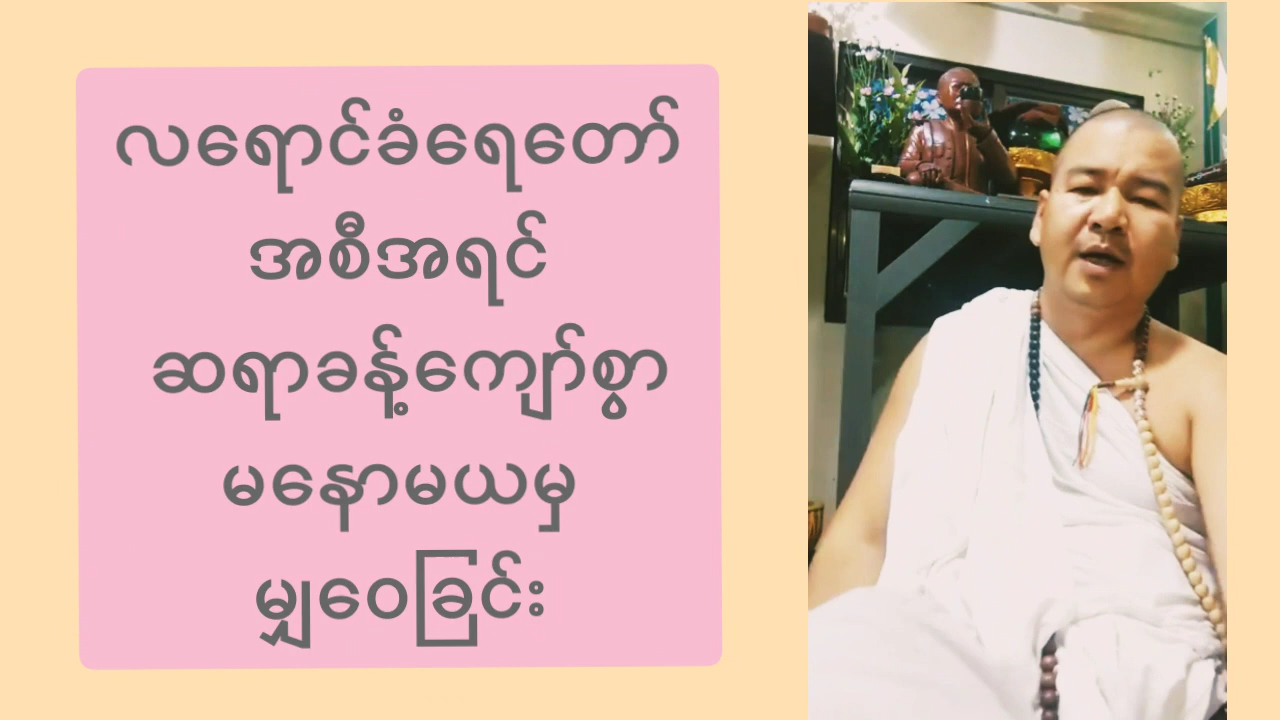 လရောင်ခံရေတော်
အစီအရင်
ဆရာခန့်ကျော်စွာ
မနောမယမှ
မျှဝေခြင်း